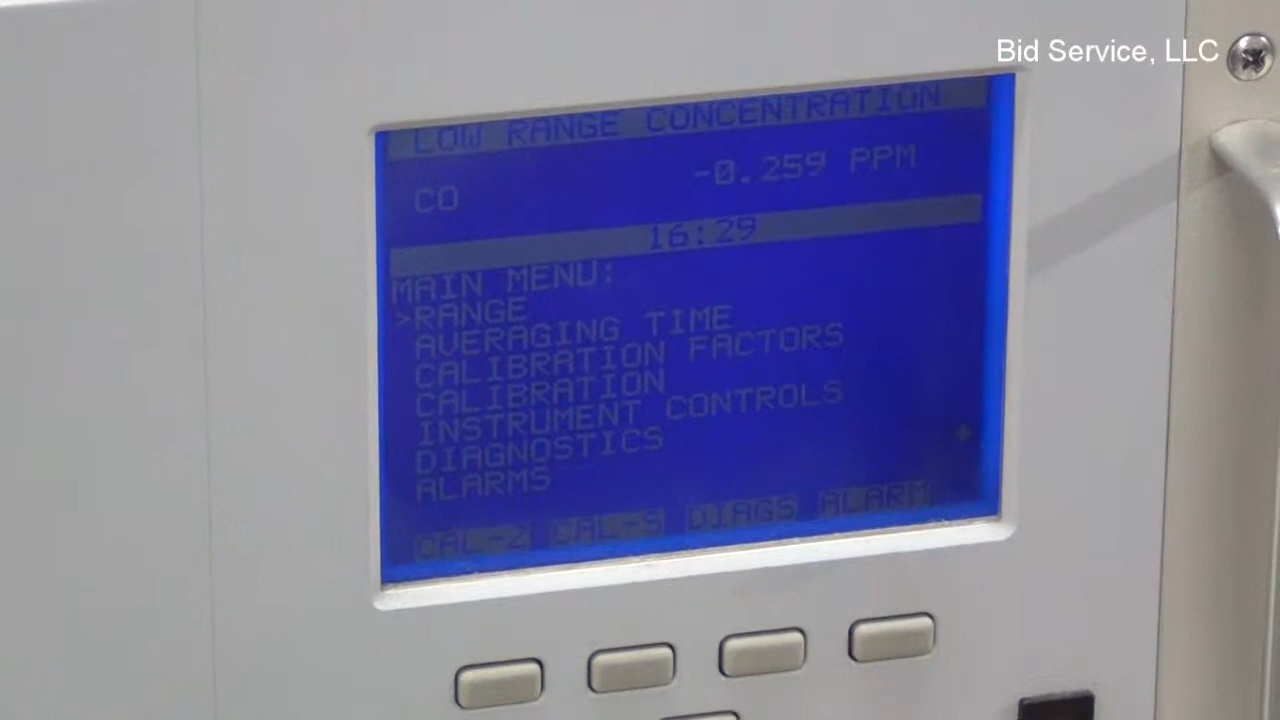 Bid Service, LLC
LOW RANGE CONCENTRATION
CO -0.259 PPM
16:29
MAIN MENU:
>RANGE
AVERAGING TIME
CALIBRATION FACTORS
CALIBRATION
INSTRUMENT CONTROLS
DIAGNOSTICS
ALARMS
CAL-Z CAL-S DIAGS ALARM